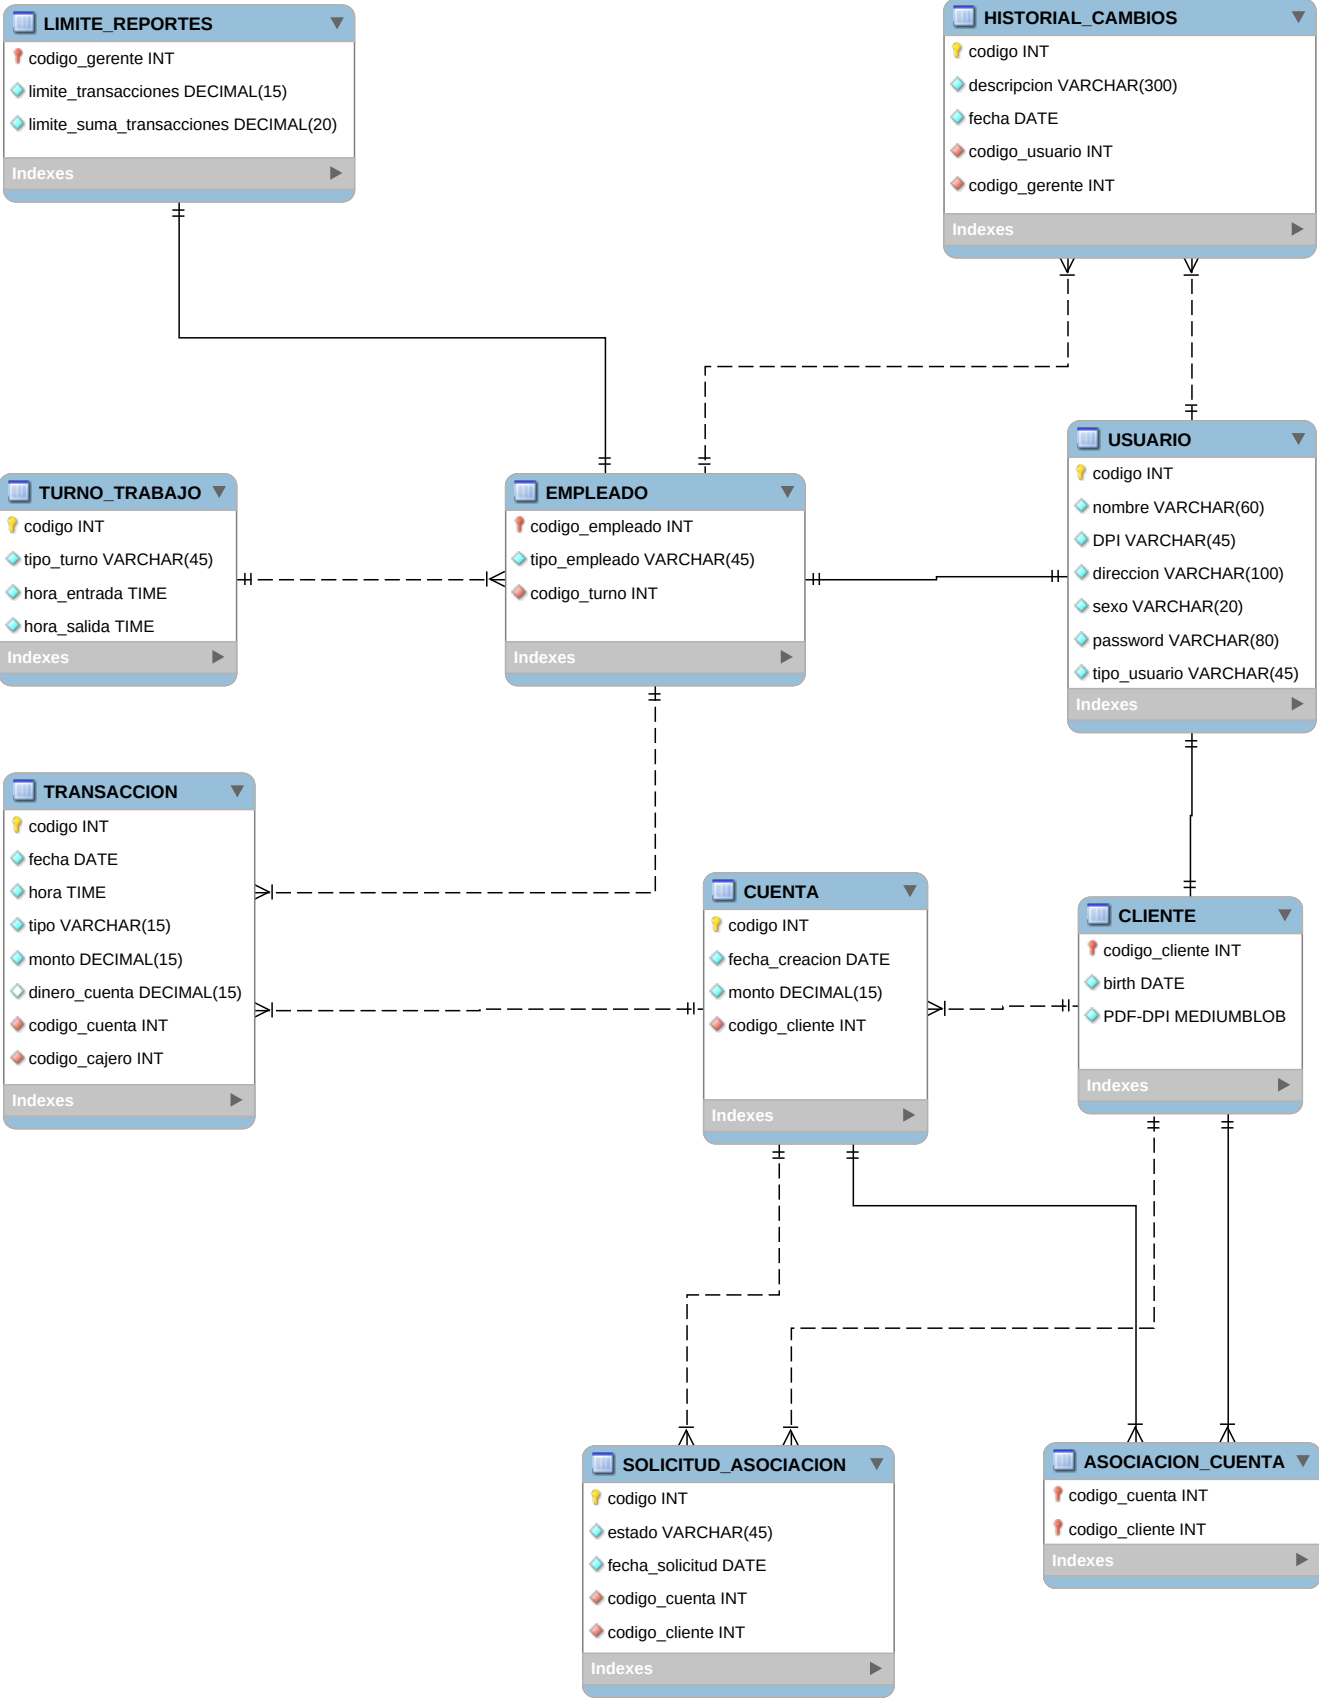 LIMITE_REPORTES
codigo_gerente INT
limite_transacciones DECIMAL(15)
limite_suma_transacciones DECIMAL(20)
Indexes
HISTORIAL_CAMBIOS
codigo INT
descripcion VARCHAR(300)
fecha DATE
codigo_usuario INT
codigo_gerente INT
Indexes
TURNO_TRABAJO
codigo INT
tipo_turno VARCHAR(45)
hora_entrada TIME
hora_salida TIME
Indexes
EMPLEADO
codigo_empleado INT
tipo_empleado VARCHAR(45)
codigo_turno INT
Indexes
USUARIO
codigo INT
nombre VARCHAR(60)
DPI VARCHAR(45)
direccion VARCHAR(100)
sexo VARCHAR(20)
password VARCHAR(80)
tipo_usuario VARCHAR(45)
Indexes
TRANSACCION
codigo INT
fecha DATE
hora TIME
tipo VARCHAR(15)
monto DECIMAL(15)
dinero_cuenta DECIMAL(15)
codigo_cuenta INT
codigo_cajero INT
Indexes
CUENTA
codigo INT
fecha_creacion DATE
monto DECIMAL(15)
codigo_cliente INT
Indexes
CLIENTE
codigo_cliente INT
birth DATE
PDF-DPI MEDIUMBLOB
Indexes
SOLICITUD_ASOCIACION
codigo INT
estado VARCHAR(45)
fecha_solicitud DATE
codigo_cuenta INT
codigo_cliente INT
Indexes
ASOCIACION_CUENTA
codigo_cuenta INT
codigo_cliente INT
Indexes